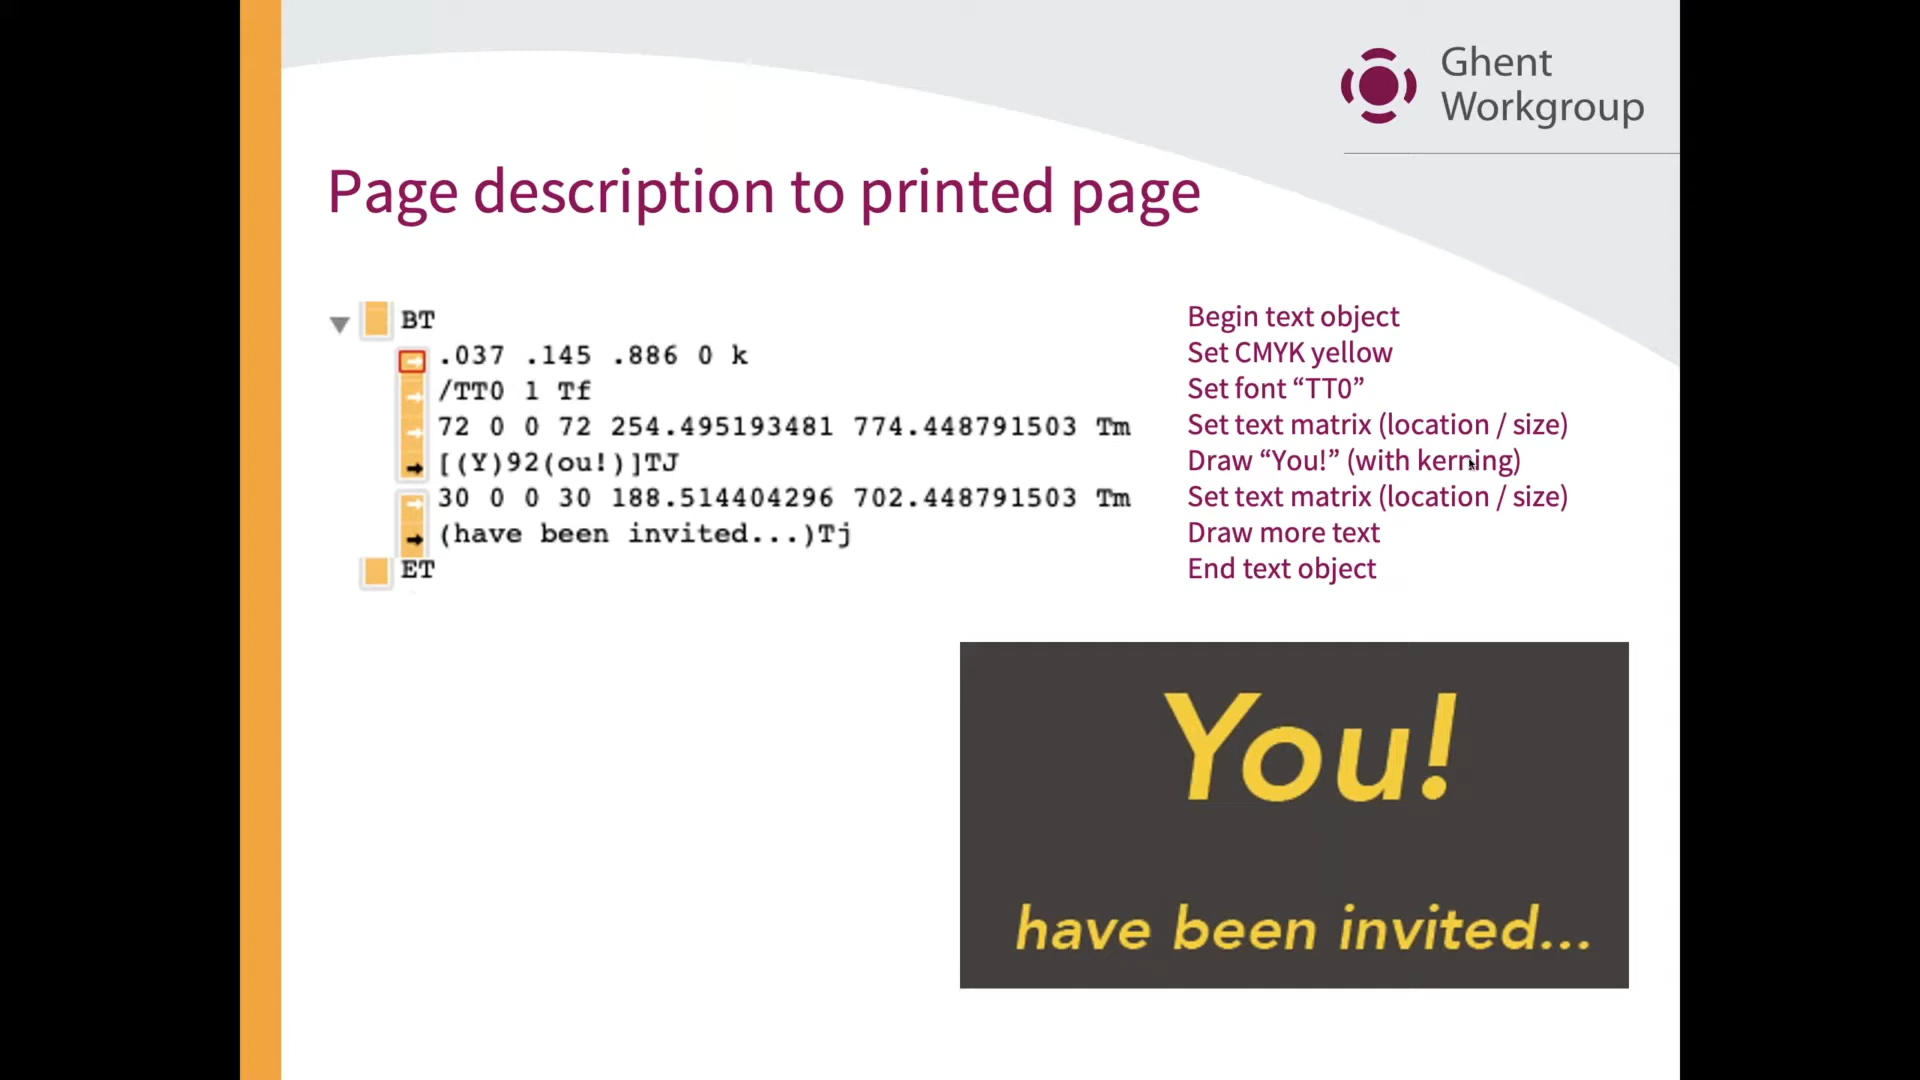 Ghent
Workgroup
Page description to printed page
BT
.037 .145 .886 0 k
/TT0 1 Tf
72 0 0 72 254.495193481 774.448791503 Tm
[(Y)92(ou!)]TJ
30 0 0 30 188.514404296 702.448791503 Tm
(have been invited...)Tj
ET
Begin text object
Set CMYK yellow
Set font “TT0”
Set text matrix (location / size)
Draw “You!” (with kerning)
Set text matrix (location / size)
Draw more text
End text object
You!
have been invited...